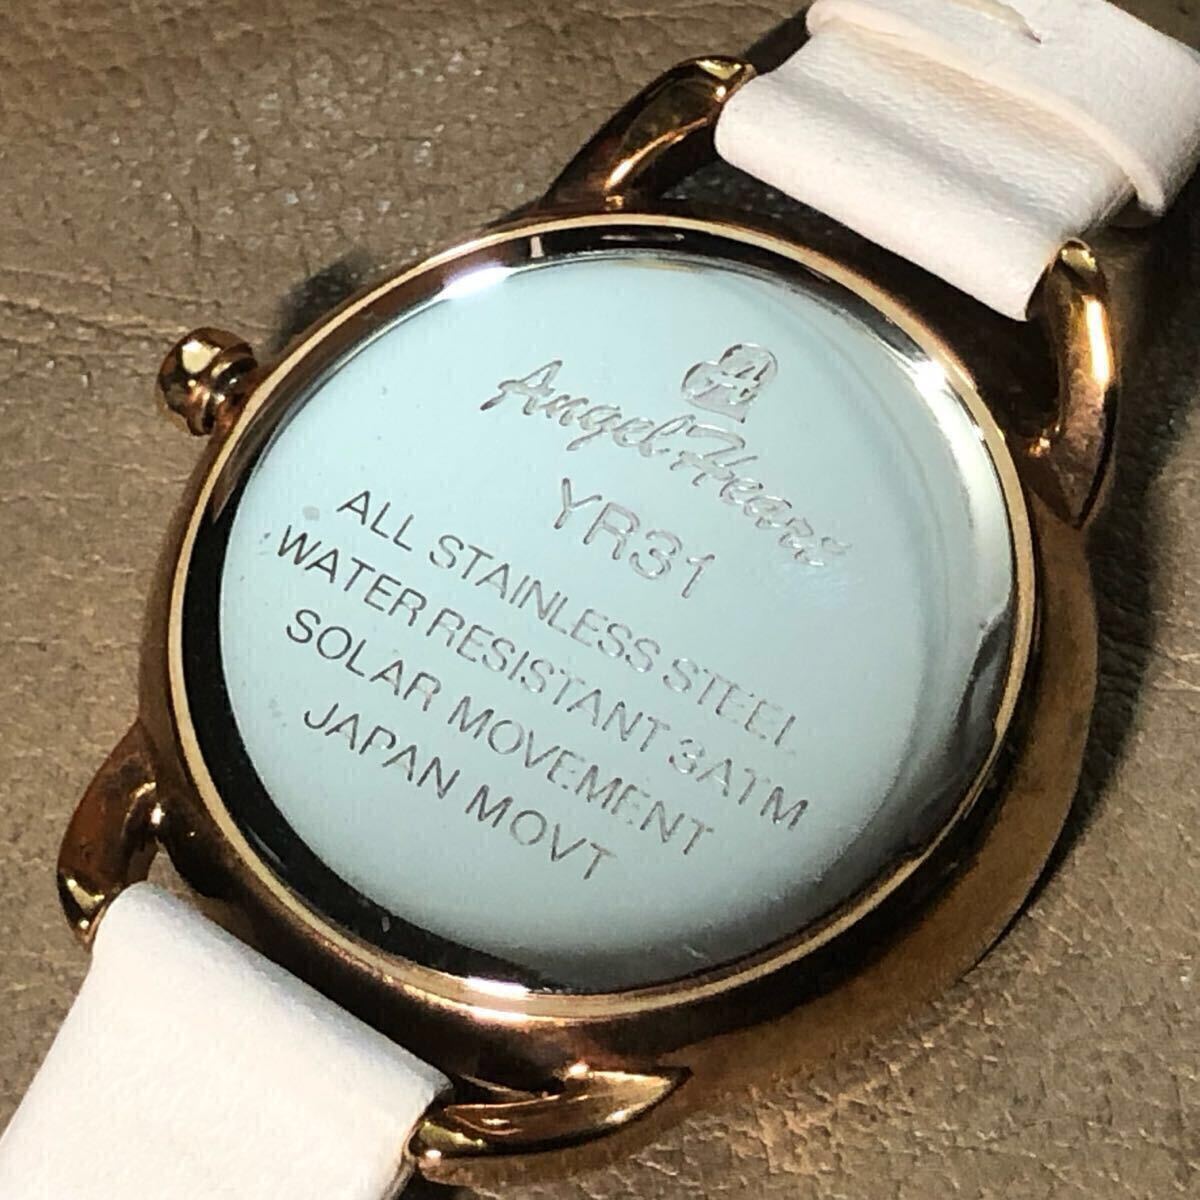 Angel Heart
YR31
ALL STAINLESS STEEL
WATER RESISTANT 3ATM
SOLAR MOVEMENT
JAPAN MOVT